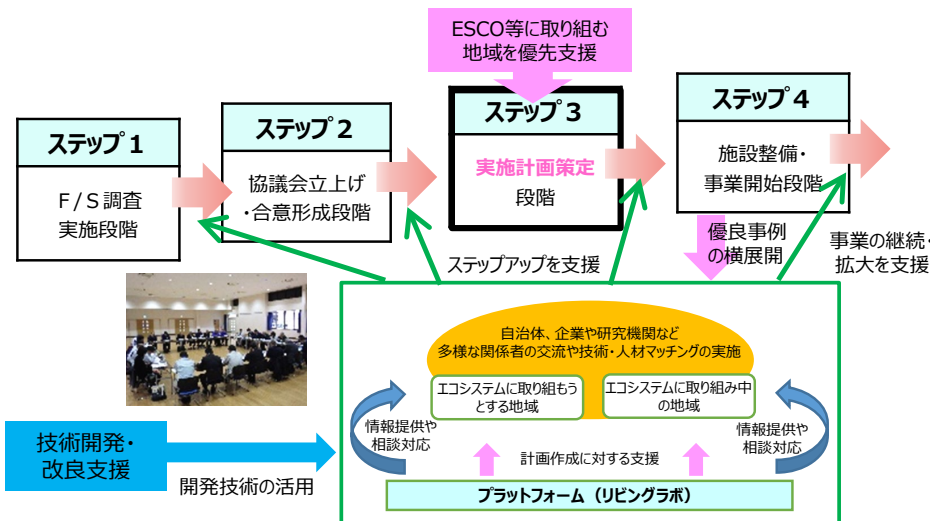 ESCO等に取り組む
地域を優先支援
ステップ１
F/S調査
実施段階
ステップ２
協議会立上げ
・合意形成段階
ステップ３
実施計画策定
段階
ステップ４
施設整備・
事業開始段階
優良事例
の横展開
事業の継続・
拡大を支援
ステップアップを支援
自治体、企業や研究機関など
多様な関係者の交流や技術・人材マッチングの実施
エコシステムに取り組もう
とする地域
エコシステムに取り組み中
の地域
情報提供や
相談対応
情報提供や
相談対応
計画作成に対する支援
プラットフォーム（リビングラボ）
技術開発・
改良支援
開発技術の活用